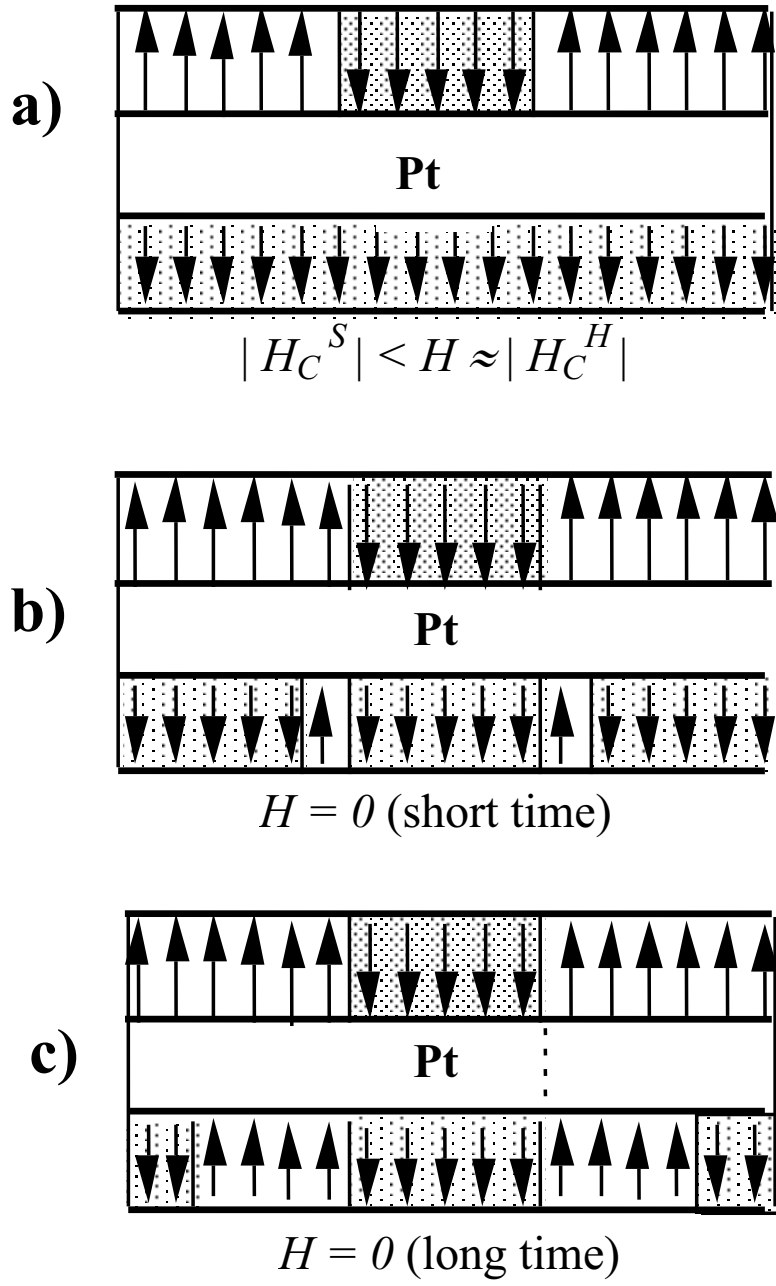 a)
Pt
| H_C^S | < H ≈ | H_C^H |
b)
Pt
H = 0 (short time)
c)
Pt
H = 0 (long time)